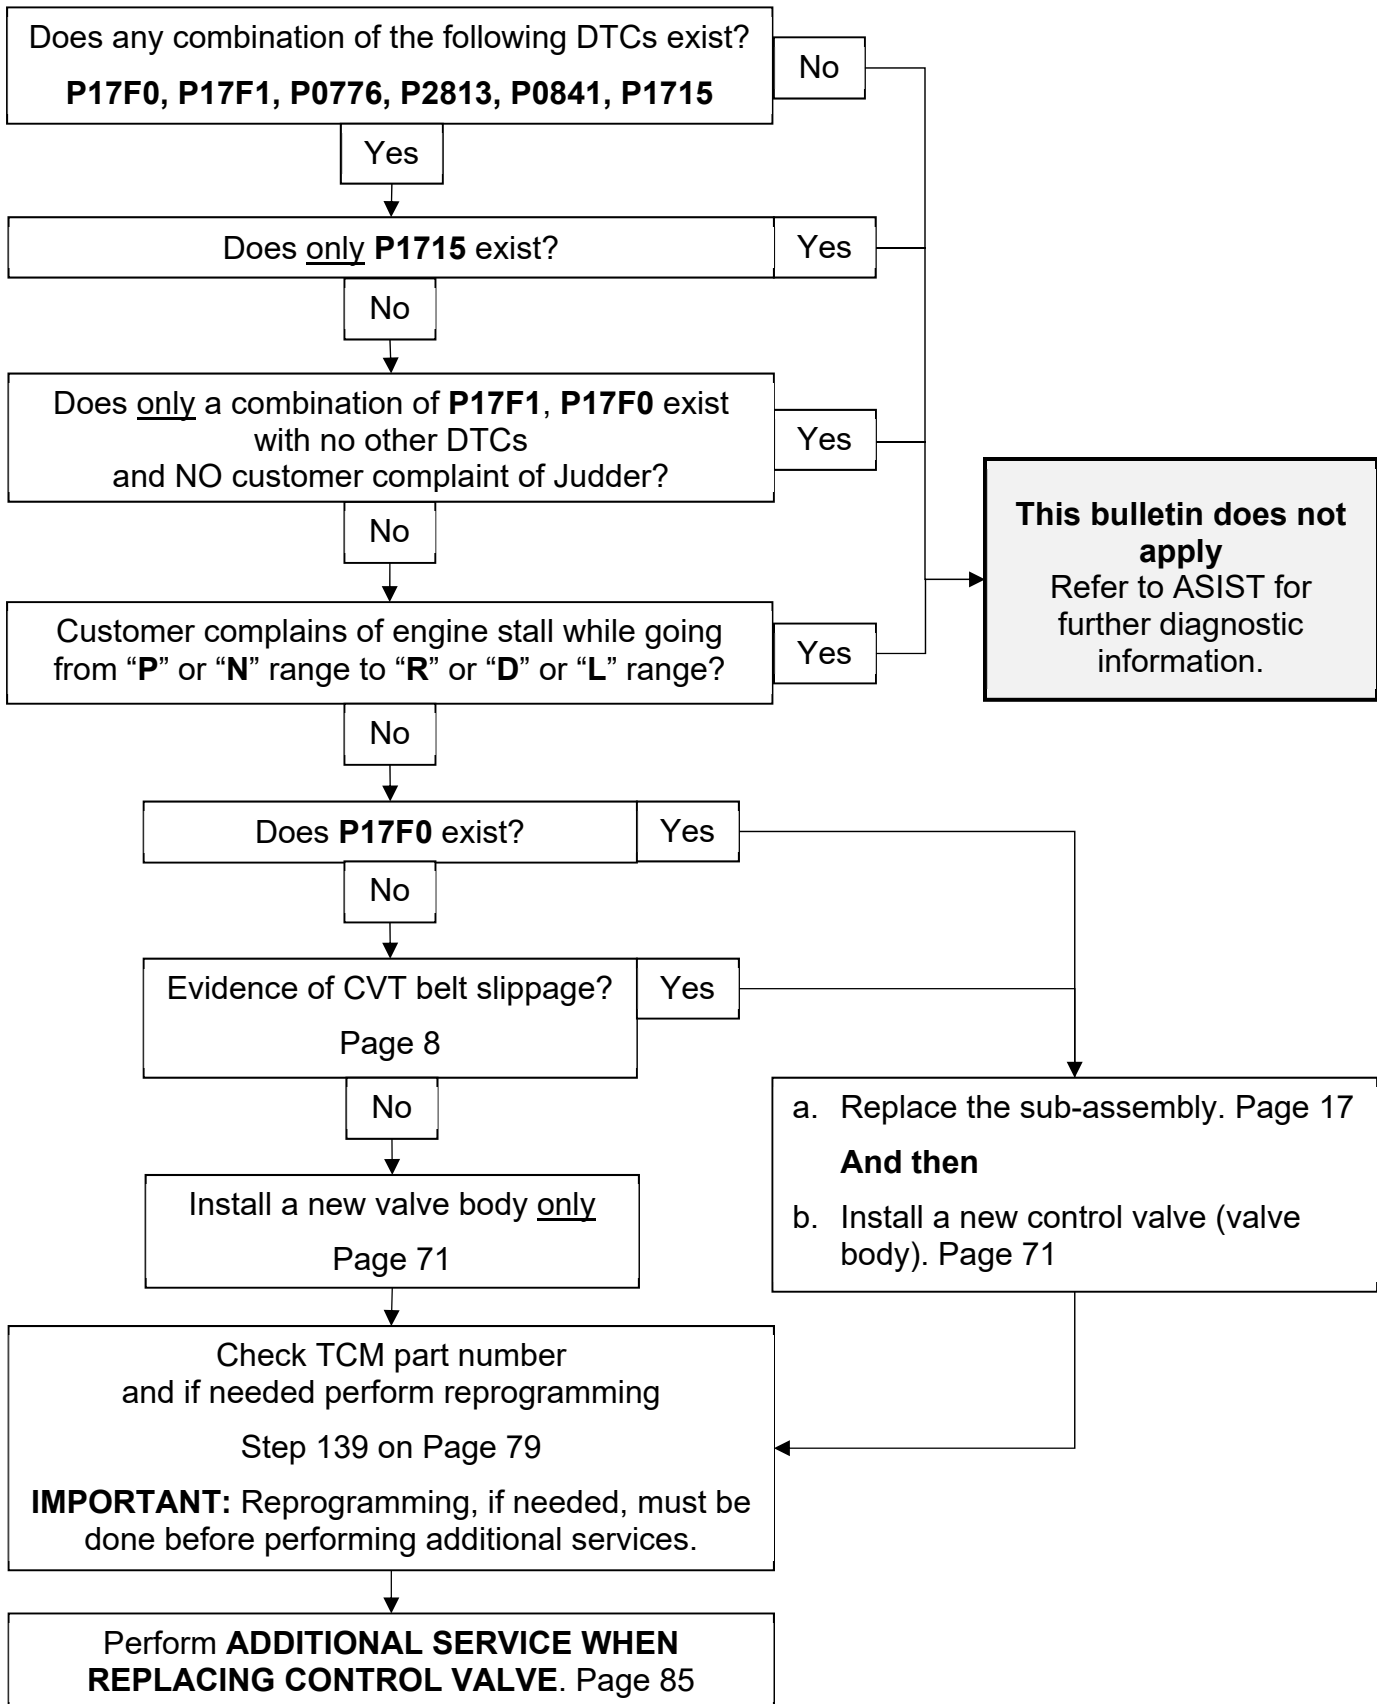 Does any combination of the following DTCs exist?
P17F0, P17F1, P0776, P2813, P0841, P1715
No
Yes
Does only P1715 exist?
Yes
No
Does only a combination of P17F1, P17F0 exist
with no other DTCs
and NO customer complaint of Judder?
Yes
No
This bulletin does not
apply
Refer to ASIST for
further diagnostic
information.
Customer complains of engine stall while going
from “P” or “N” range to “R” or “D” or “L” range?
Yes
No
Does P17F0 exist?
Yes
No
Evidence of CVT belt slippage?
Page 8
Yes
No
a. Replace the sub-assembly. Page 17
And then
b. Install a new control valve (valve
body). Page 71
Install a new valve body only
Page 71
Check TCM part number
and if needed perform reprogramming
Step 139 on Page 79
IMPORTANT: Reprogramming, if needed, must be
done before performing additional services.
Perform ADDITIONAL SERVICE WHEN
REPLACING CONTROL VALVE. Page 85